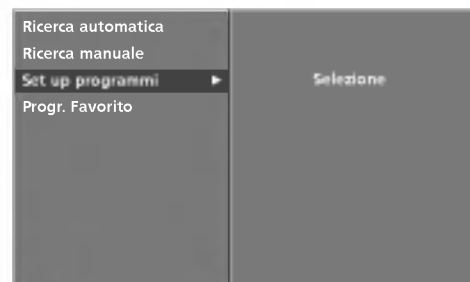 Ricerca automatica
Ricerca manuale
Set up programmi
Selezione
Progr. Favorito